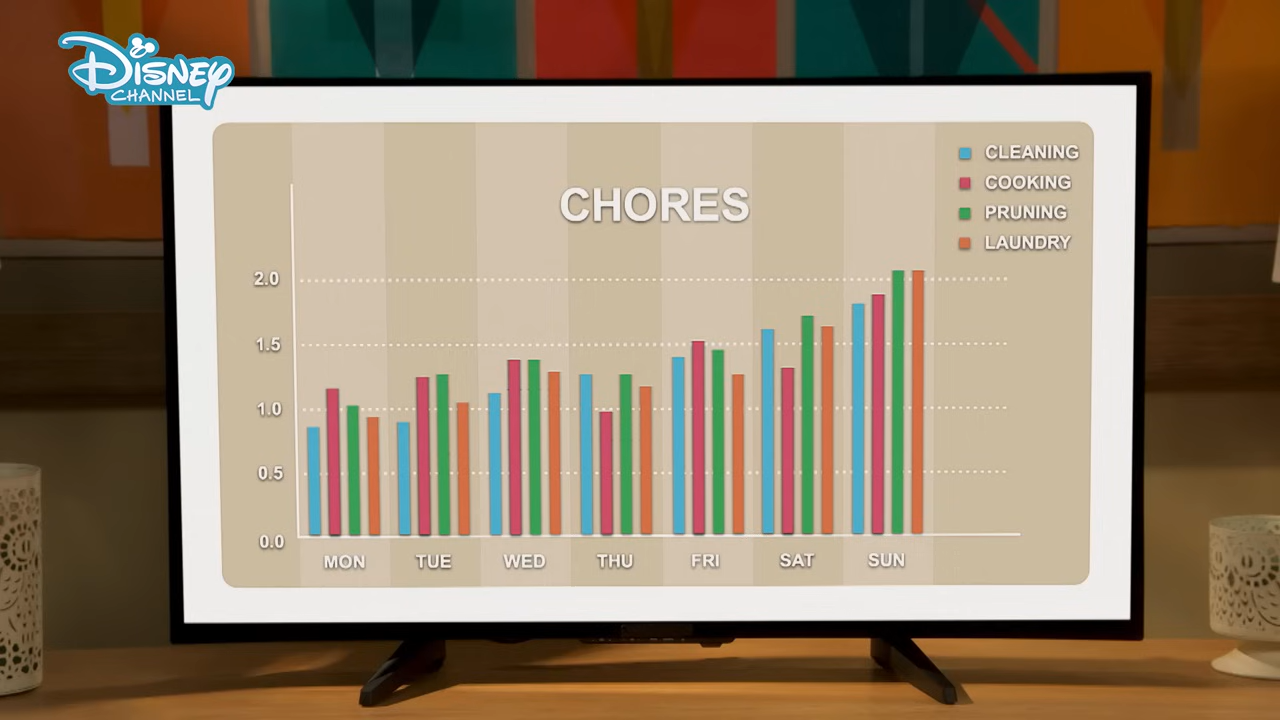 DISNEY
CHANNEL
CHORES
CLEANING
COOKING
PRUNING
LAUNDRY
2.0
1.5
1.0
0.5
0.0
MON TUE WED THU FRI SAT SUN